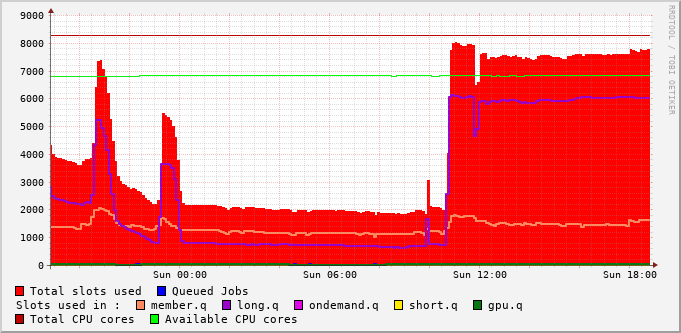 9000
8000
7000
6000
5000
4000
3000
2000
1000
0
Sun 00:00 Sun 06:00 Sun 12:00 Sun 18:00
RRDTOOL / TOBI OETIKER
Total slots used Queued Jobs
Slots used in : member.q long.q ondemand.q short.q gpu.q
Total CPU cores Available CPU cores